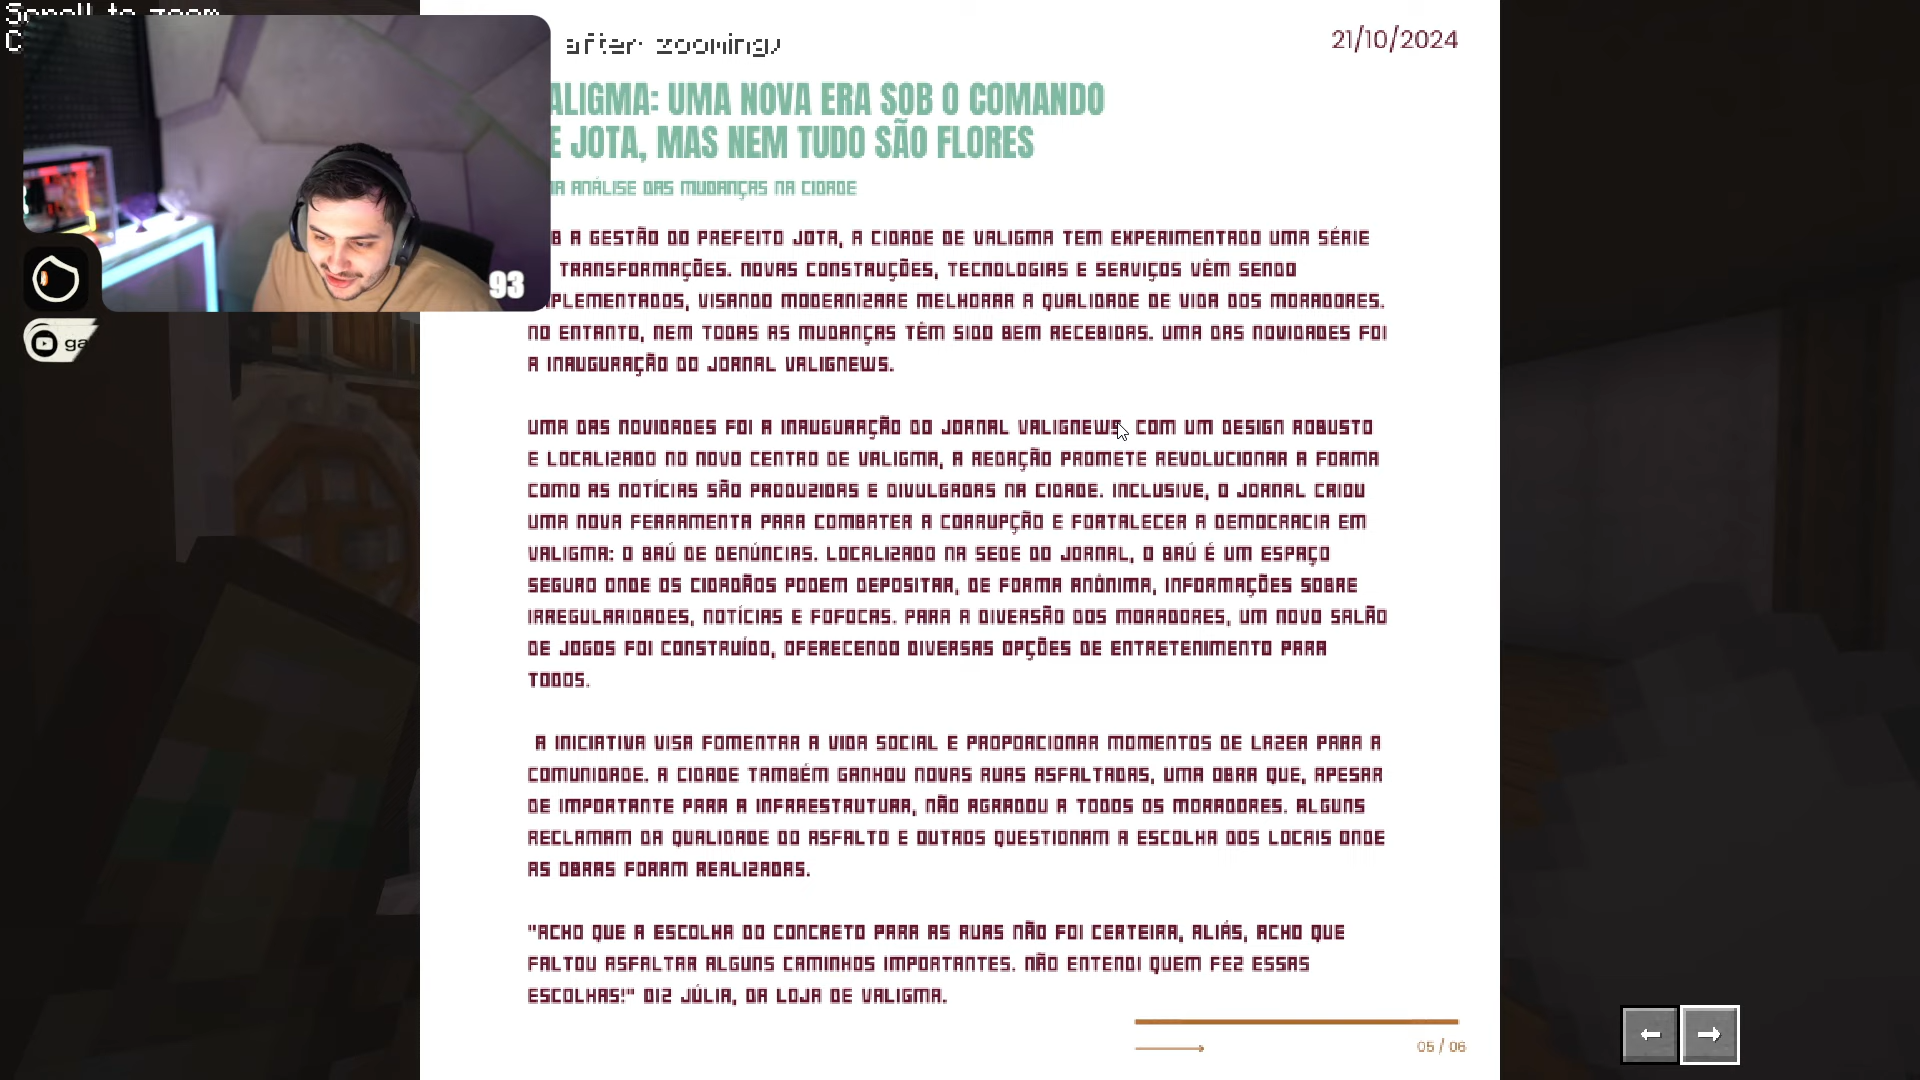 Scroll to zoom
C
after zooming)
21/10/2024
ALIGMA: UMA NOVA ERA SOB O COMANDO
E JOTA, MAS NEM TUDO SÃO FLORES
ANÁLISE DAS MUDANÇAS NA CIDADE
B A GESTÃO DO PREFEITO JOTA, A CIDADE DE VALIGMA TEM EXPERIMENTADO UMA SÉRIE
TRANSFORMAÇÕES. NOVAS CONSTRUÇÕES, TECNOLOGIAS E SERVIÇOS VÊM SENDO
PLEMENTADOS, VISANDO MODERNIZARE MELHORAR A QUALIDADE DE VIDA DOS MORADORES.
NO ENTANTO, NEM TODAS AS MUDANÇAS TÊM SIDO BEM RECEBIDAS. UMA DAS NOVIDADES FOI
A INAUGURAÇÃO DO JORNAL VALIGNEWS.
UMA DAS NOVIDADES FOI A INAUGURAÇÃO DO JORNAL VALIGNEWS, COM UM DESIGN ROBUSTO
E LOCALIZADO NO NOVO CENTRO DE VALIGMA, A REDAÇÃO PROMETE REVOLUCIONAR A FORMA
COMO AS NOTÍCIAS SÃO PRODUZIDAS E DIVULGADAS NA CIDADE. INCLUSIVE, O JORNAL CRIOU
UMA NOVA FERRAMENTA PARA COMBATER A CORRUPÇÃO E FORTALECER A DEMOCRACIA EM
VALIGMA: O BAÚ DE DENÚNCIAS. LOCALIZADO NA SEDE DO JORNAL, O BAÚ É UM ESPAÇO
SEGURO ONDE OS CIDADÃOS PODEM DEPOSITAR, DE FORMA ANÔNIMA, INFORMAÇÕES SOBRE
IRREGULARIDADES, NOTÍCIAS E FOFOCAS. PARA A DIVERSÃO DOS MORADORES, UM NOVO SALÃO
DE JOGOS FOI CONSTRUÍDO, OFERECENDO DIVERSAS OPÇÕES DE ENTRETENIMENTO PARA
TODOS.
A INICIATIVA VISA FOMENTAR A VIDA SOCIAL E PROPORCIONAR MOMENTOS DE LAZER PARA A
COMUNIDADE. A CIDADE TAMBÉM GANHOU NOVAS RUAS ASFALTADAS, UMA OBRA QUE, APESAR
DE IMPORTANTE PARA A INFRAESTRUTURA, NÃO AGRADOU A TODOS OS MORADORES. ALGUNS
RECLAMAM DA QUALIDADE DO ASFALTO E OUTROS QUESTIONAM A ESCOLHA DOS LOCAIS ONDE
AS OBRAS FORAM REALIZADAS.
"ACHO QUE A ESCOLHA DO CONCRETO PARA AS RUAS NÃO FOI CERTEIRA, ALIÁS, ACHO QUE
FALTOU ASFALTAR ALGUNS CAMINHOS IMPORTANTES. NÃO ENTENDI QUEM FEZ ESSAS
ESCOLHAS!" DIZ JÚLIA, DA LOJA DE VALIGMA.
05 / 06
93
ga